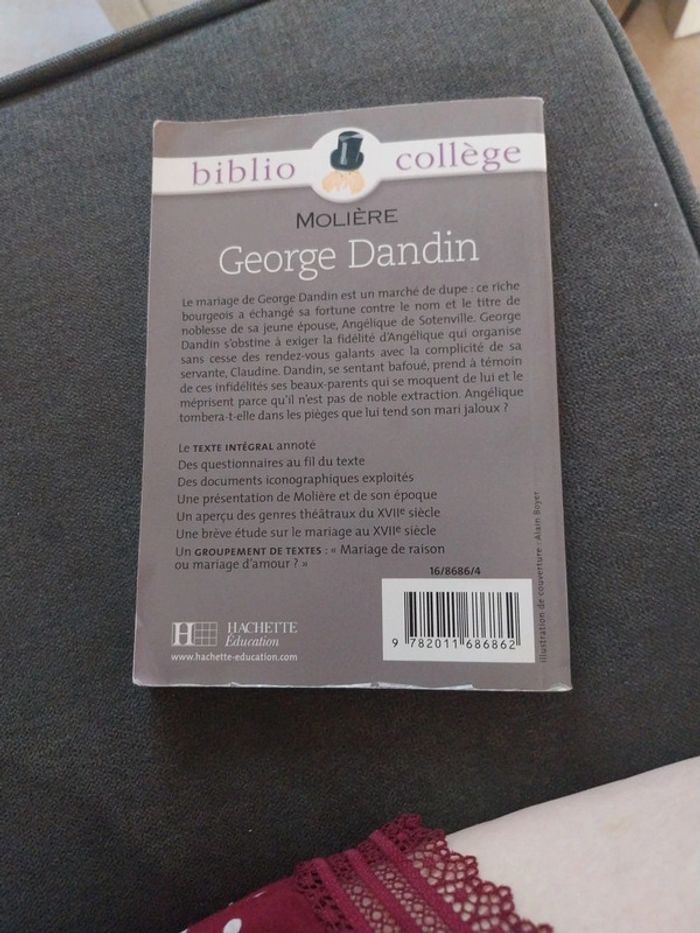 biblio collège
MOLIÈRE
George Dandin
Le mariage de George Dandin est un marché de dupe : ce riche
bourgeois a échangé sa fortune contre le nom et le titre de
noblesse de sa jeune épouse, Angélique de Sotenville. George
Dandin s'obstine à exiger la fidélité d'Angélique qui organise
sans cesse des rendez-vous galants avec la complicité de sa
servante, Claudine. Dandin, se sentant bafoué, prend à témoin
de ces infidélités ses beaux-parents qui se moquent de lui et le
méprisent parce qu'il n'est pas de noble extraction. Angélique
tombera-t-elle dans les pièges que lui tend son mari jaloux ?
Le TEXTE INTÉGRAL annoté
Des questionnaires au fil du texte
Des documents iconographiques exploités
Une présentation de Molière et de son époque
Un aperçu des genres théâtraux du XVIIe siècle
Une brève étude sur le mariage au XVIIe siècle
Un GROUPEMENT DE TEXTES : « Mariage de raison
ou mariage d'amour ? »
16/8686/4
9 782011 686862
H HACHETTE
Éducation
www.hachette-education.com
illustration de couverture : Alain Boyer